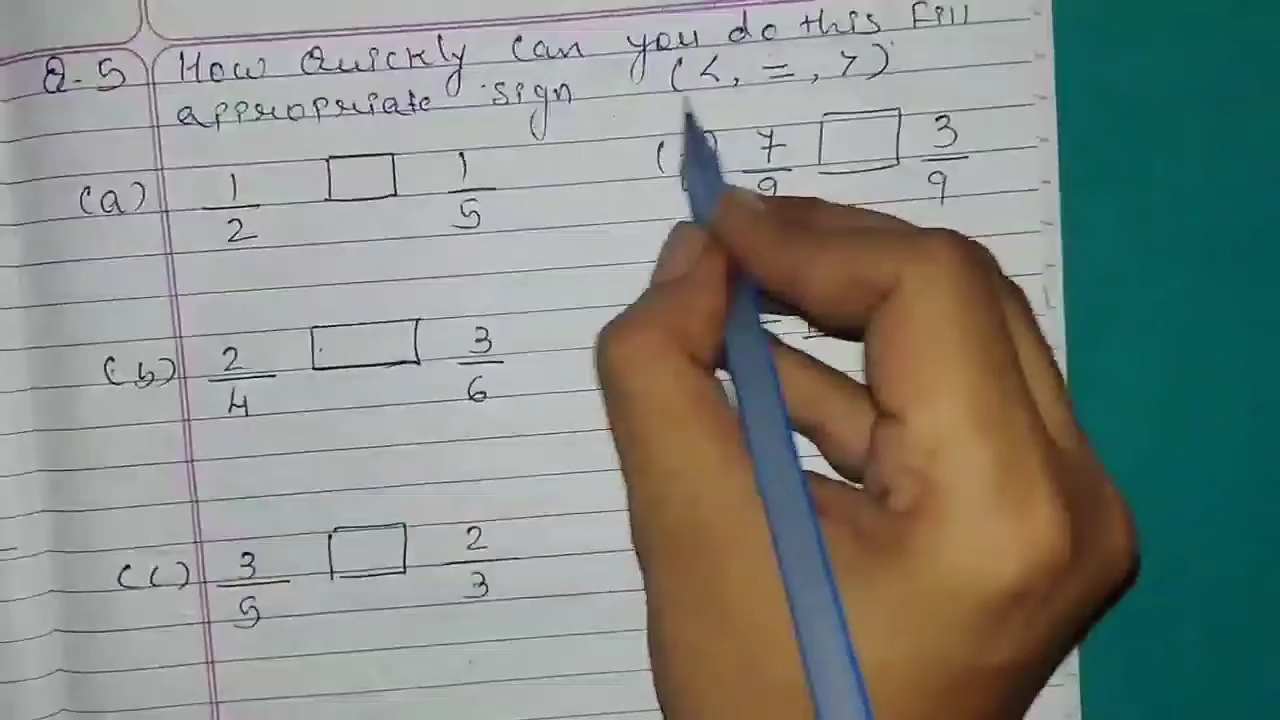 Q-5 How Quickly can you do this Fill
appropriate sign (<, =, >)
(a) 1/2 □ 1/5
7/9 □ 3/9
(b) 2/4 □ 3/6
(c) 3/5 □ 2/3